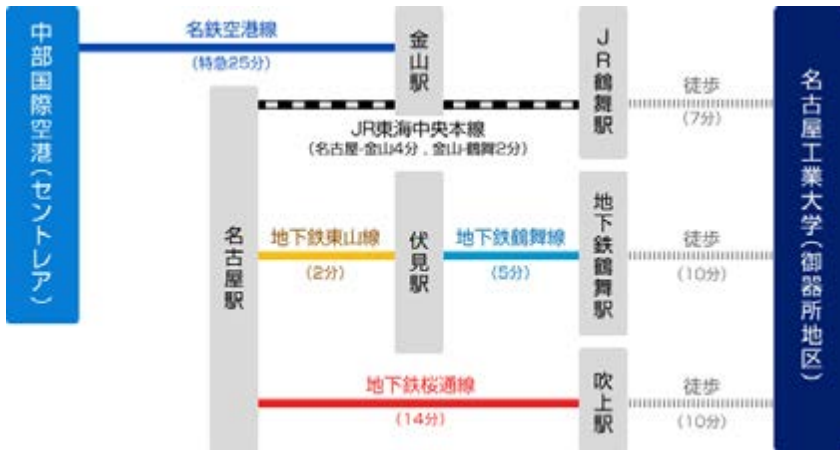 中部国際空港(セントレア)
名鉄空港線
(特急25分)
金山駅
JR鶴舞駅
徒歩
(7分)
名古屋工業大学(御器所地区)
JR東海中央本線
(名古屋-金山4分,金山-鶴舞2分)
名古屋駅
地下鉄東山線
(2分)
伏見駅
地下鉄鶴舞線
(5分)
地下鉄鶴舞駅
徒歩
(10分)
地下鉄桜通線
(14分)
吹上駅
徒歩
(10分)